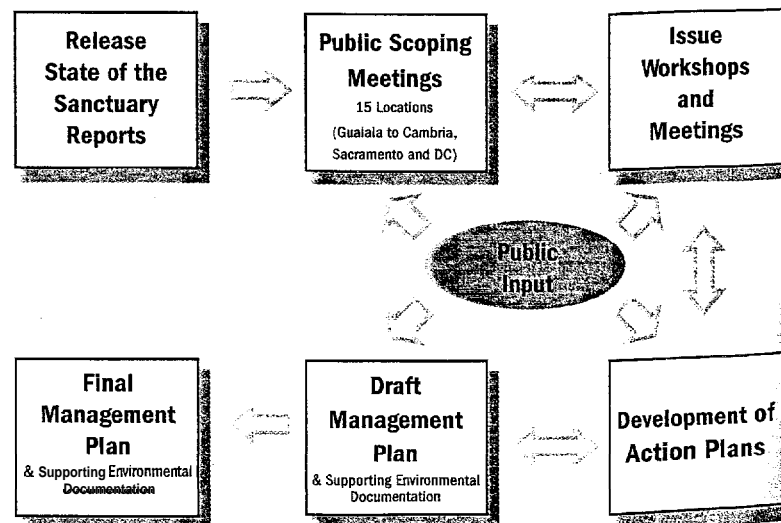 Release
State of the
Sanctuary
Reports
Public Scoping
Meetings
15 Locations
(Gualala to Cambria,
Sacramento and DC)
Issue
Workshops
and
Meetings
Public
Input
Final
Management
Plan
& Supporting Environmental
Documentation
Draft
Management
Plan
& Supporting Environmental
Documentation
Development of
Action Plans